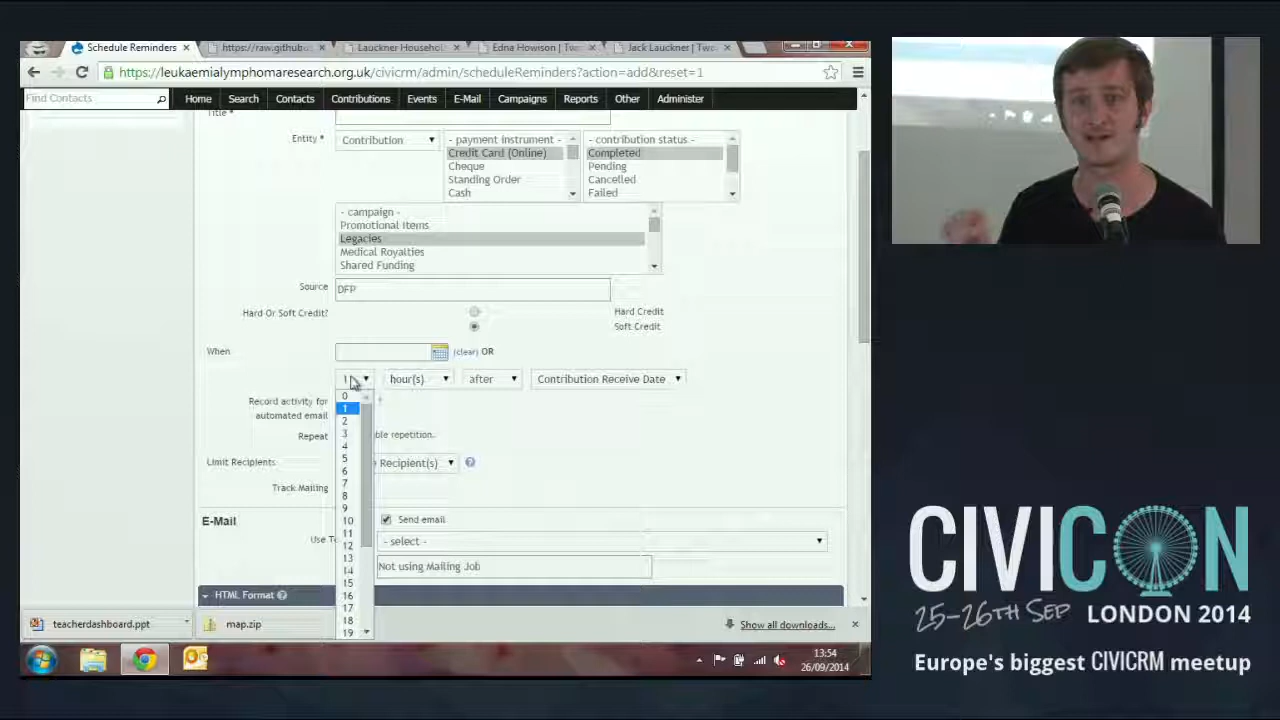 Schedule Reminders
https://raw.github
Lauckner Househol
Edna Howison | Two
Jack Lauckner | Two
https://leukaemialymphomaresearch.org.uk/civicrm/admin/scheduleReminders?action=add&reset=1
Find Contacts
Home Search Contacts Contributions Events E-Mail Campaigns Reports Other Administer
Title *
Entity * Contribution
- payment instrument -
Credit Card (Online)
Cheque
Standing Order
Cash
- contribution status -
Completed
Pending
Cancelled
Failed
- campaign -
Promotional Items
Legacies
Medical Royalties
Shared Funding
Source DFP
Hard Or Soft Credit? Hard Credit
Soft Credit
When (clear) OR
1 hour(s) after Contribution Receive Date
0
1
2
3
4
5
6
7
8
9
10
11
12
13
14
15
16
17
18
19
Record activity for
automated email
Repeat ble repetition.
Limit Recipients Recipient(s)
Track Mailing
E-Mail Send email
Use Te - select -
Not using Mailing Job
HTML Format
teacherdashboard.ppt map.zip Show all downloads...
13:54
26/09/2014
CIVICON
25-26TH SEP LONDON 2014
Europe's biggest CIVICRM meetup